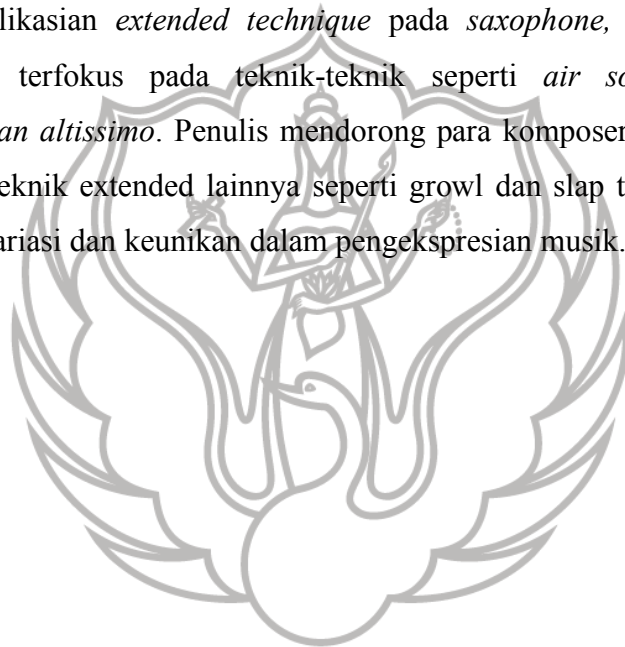 likasian extended technique pada saxophone,
terfokus pada teknik-teknik seperti air so
an altissimo. Penulis mendorong para komposer
eknik extended lainnya seperti growl dan slap t
ariasi dan keunikan dalam pengekspresian musik.